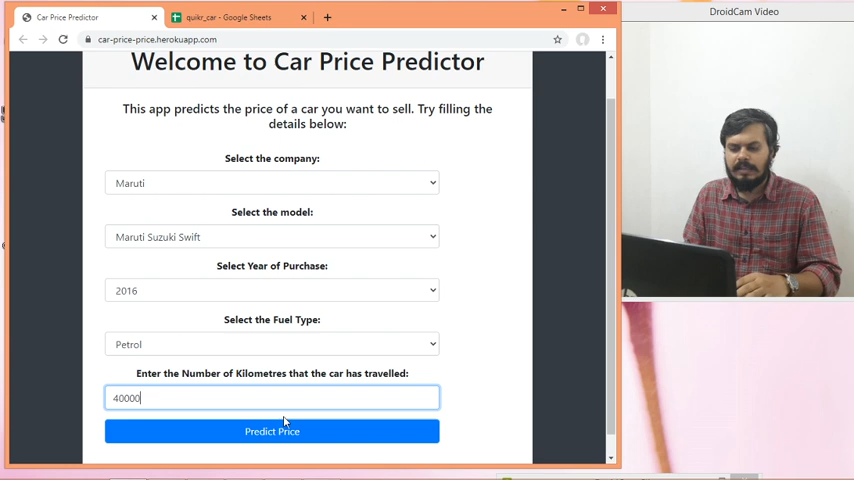 Car Price Predictor
quikr_car - Google Sheets
car-price-price.herokuapp.com
DroidCam Video
Welcome to Car Price Predictor
This app predicts the price of a car you want to sell. Try filling the
details below:
Select the company:
Maruti
Select the model:
Maruti Suzuki Swift
Select Year of Purchase:
2016
Select the Fuel Type:
Petrol
Enter the Number of Kilometres that the car has travelled:
40000
Predict Price